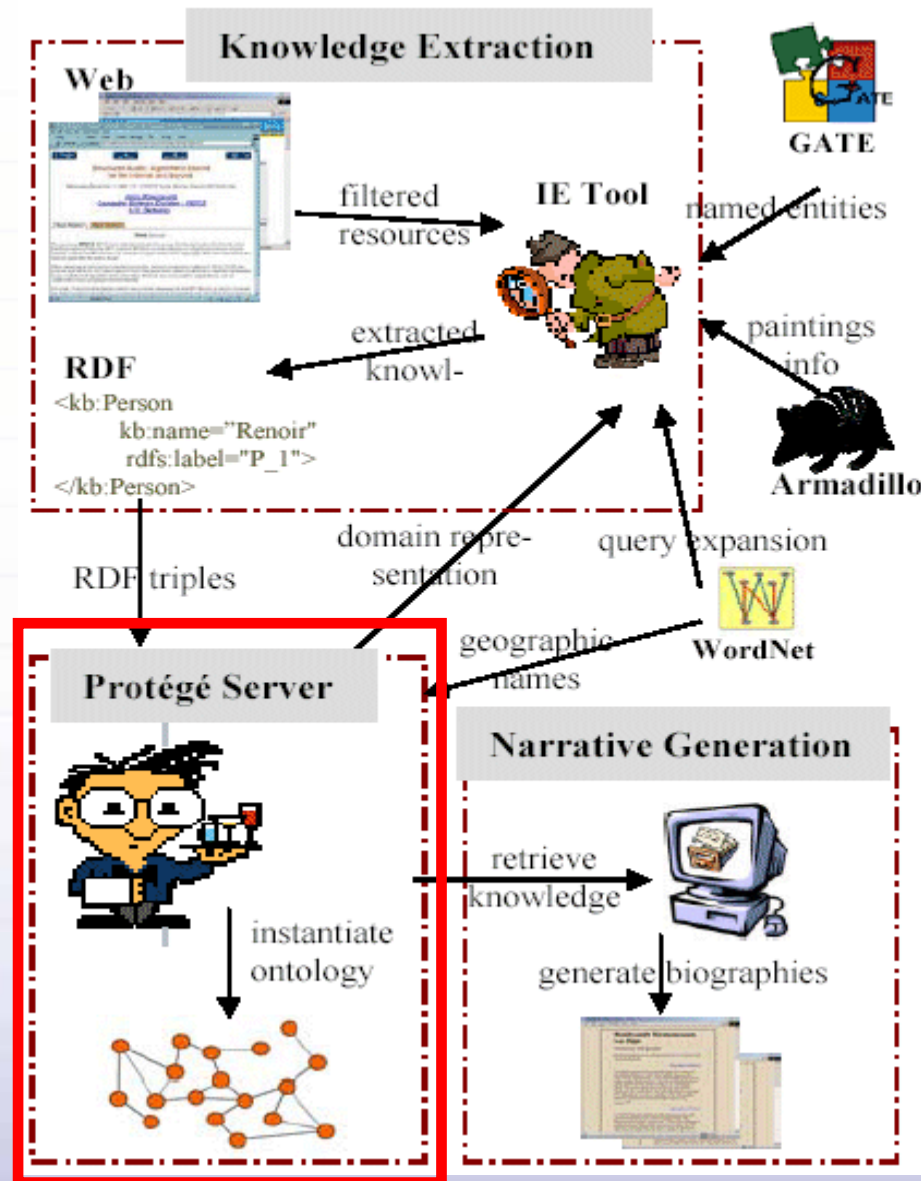 Knowledge Extraction
Web
GATE
filtered
resources
IE Tool
named entities
extracted
knowl-
paintings
info
RDF
<kb:Person
kb:name="Renoir"
rdfs:label="P_1">
</kb:Person>
Armadillo
RDF triples
domain repre-
sentation
query expansion
WordNet
geographic
names
Protégé Server
Narrative Generation
retrieve
knowledge
instantiate
ontology
generate biographies